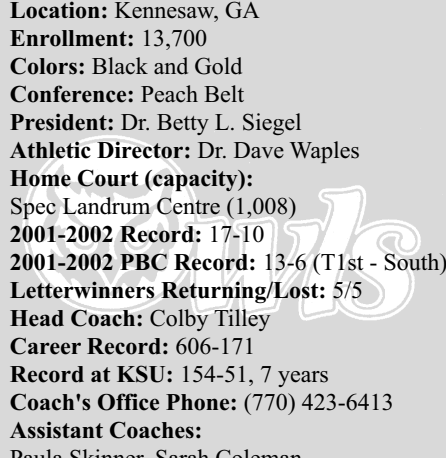 Location: Kennesaw, GA
Enrollment: 13,700
Colors: Black and Gold
Conference: Peach Belt
President: Dr. Betty L. Siegel
Athletic Director: Dr. Dave Waples
Home Court (capacity):
Spec Landrum Centre (1,008)
2001-2002 Record: 17-10
2001-2002 PBC Record: 13-6 (T1st - South)
Letterwinners Returning/Lost: 5/5
Head Coach: Colby Tilley
Career Record: 606-171
Record at KSU: 154-51, 7 years
Coach's Office Phone: (770) 423-6413
Assistant Coaches:
Paula Skinner, Sarah Coleman
owls